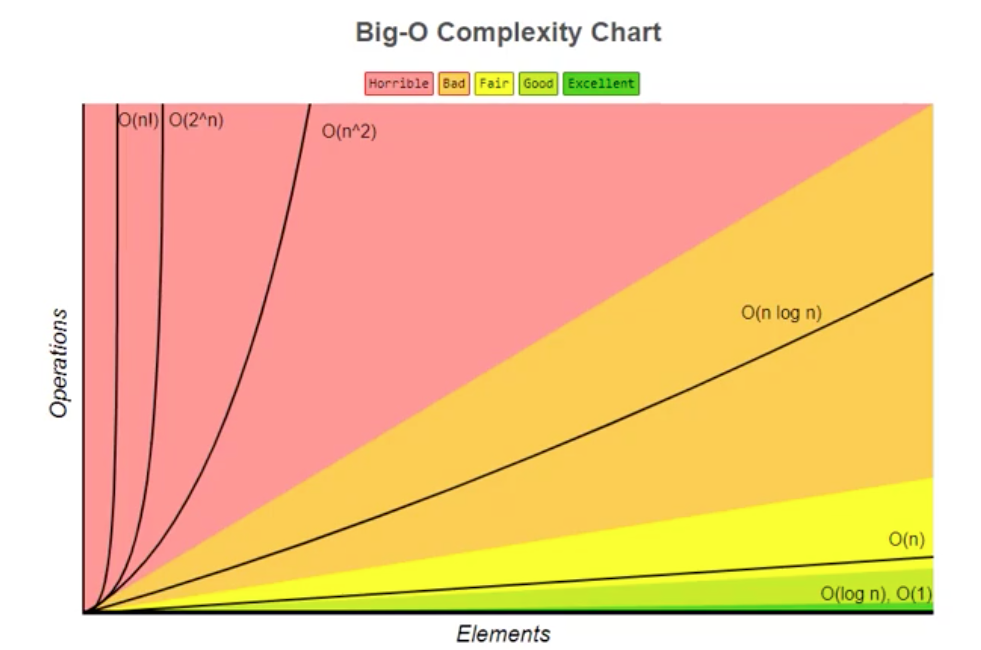 Big-O Complexity Chart
Horrible Bad Fair Good Excellent
O(n!) O(2^n)
O(n^2)
O(n log n)
O(n)
O(log n), O(1)
Operations
Elements